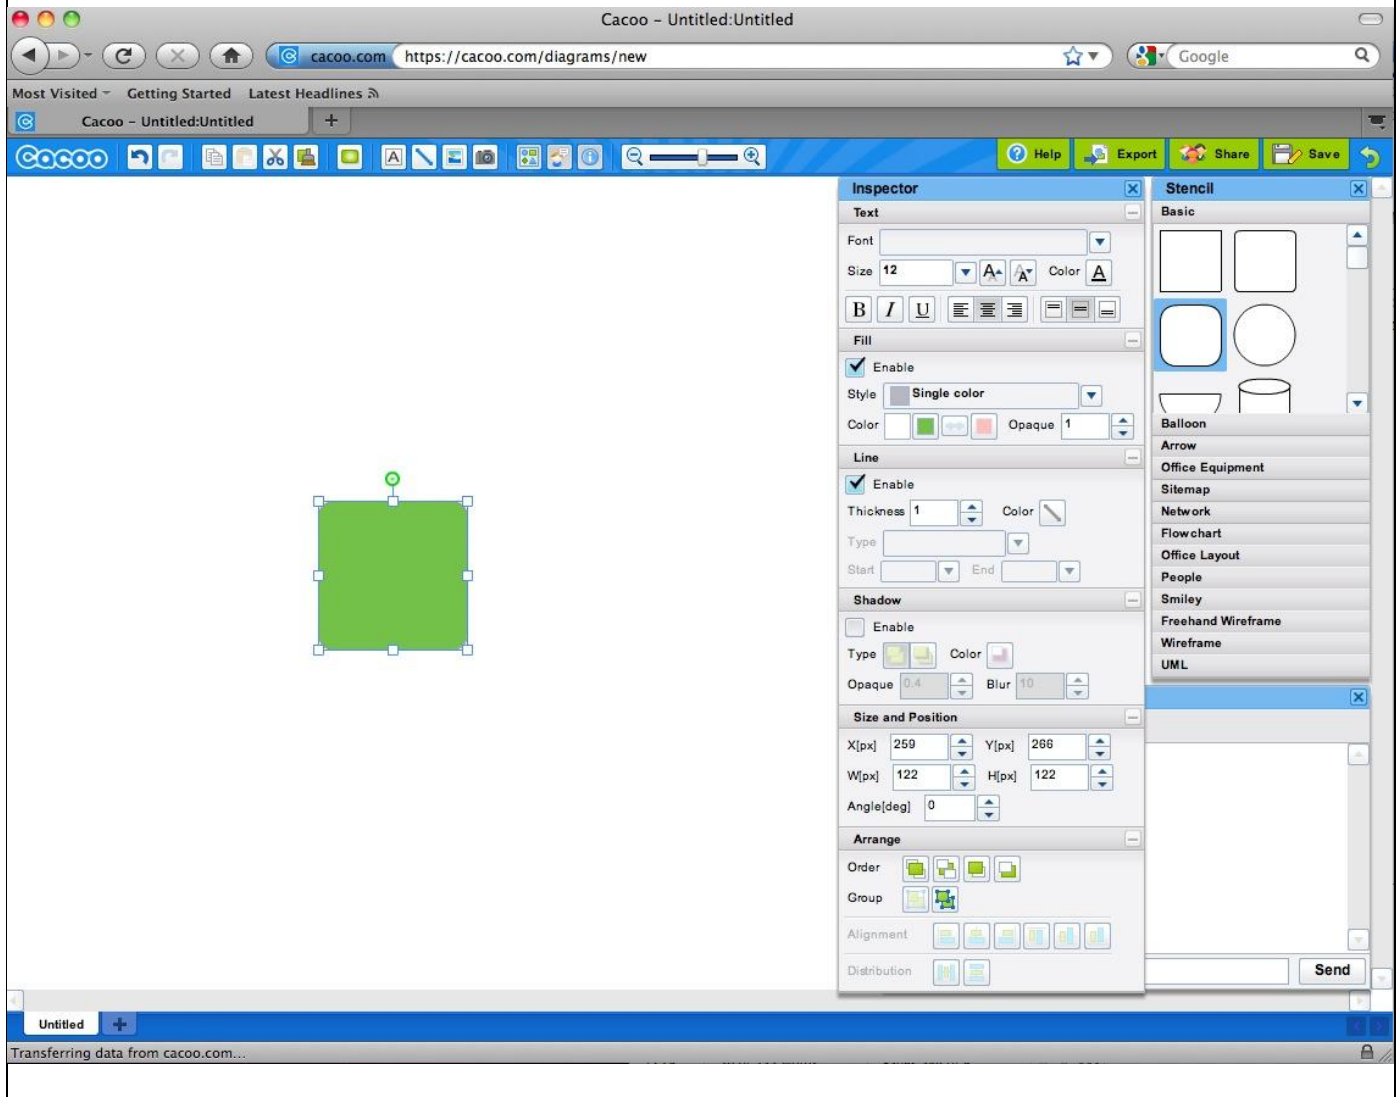 Cacoo – Untitled:Untitled
cacoo.com https://cacoo.com/diagrams/new Google
Most Visited Getting Started Latest Headlines
Cacoo – Untitled:Untitled +
Cacoo Help Export Share Save
Inspector
Text
Font
Size 12 A A Color A
B I U
Fill
Enable
Style Single color
Color Opaque 1
Line
Enable
Thickness 1 Color
Type
Start End
Shadow
Enable
Type Color
Opaque 0.4 Blur 10
Size and Position
X[px] 259 Y[px] 266
W[px] 122 H[px] 122
Angle[deg] 0
Arrange
Order
Group
Alignment
Distribution
Stencil
Basic
Balloon
Arrow
Office Equipment
Sitemap
Network
Flowchart
Office Layout
People
Smiley
Freehand Wireframe
Wireframe
UML
Send
Untitled
Transferring data from cacoo.com...